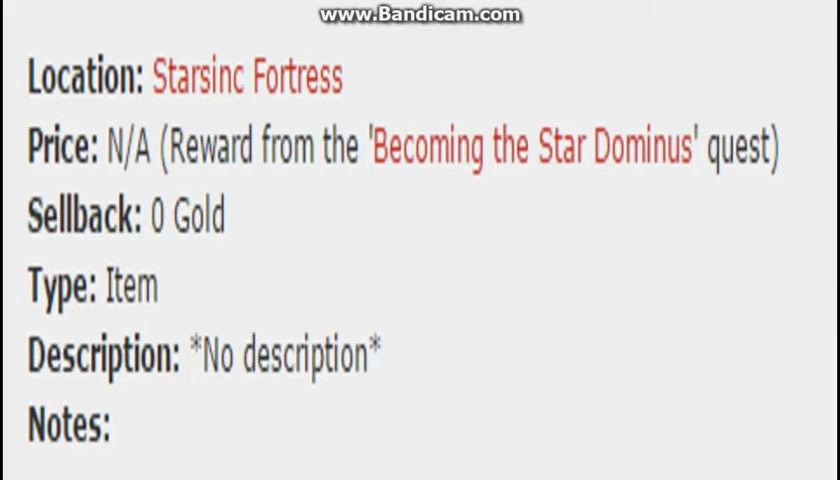 www.Bandicam.com
Location: Starsinc Fortress
Price: N/A (Reward from the 'Becoming the Star Dominus' quest)
Sellback: 0 Gold
Type: Item
Description: *No description*
Notes: